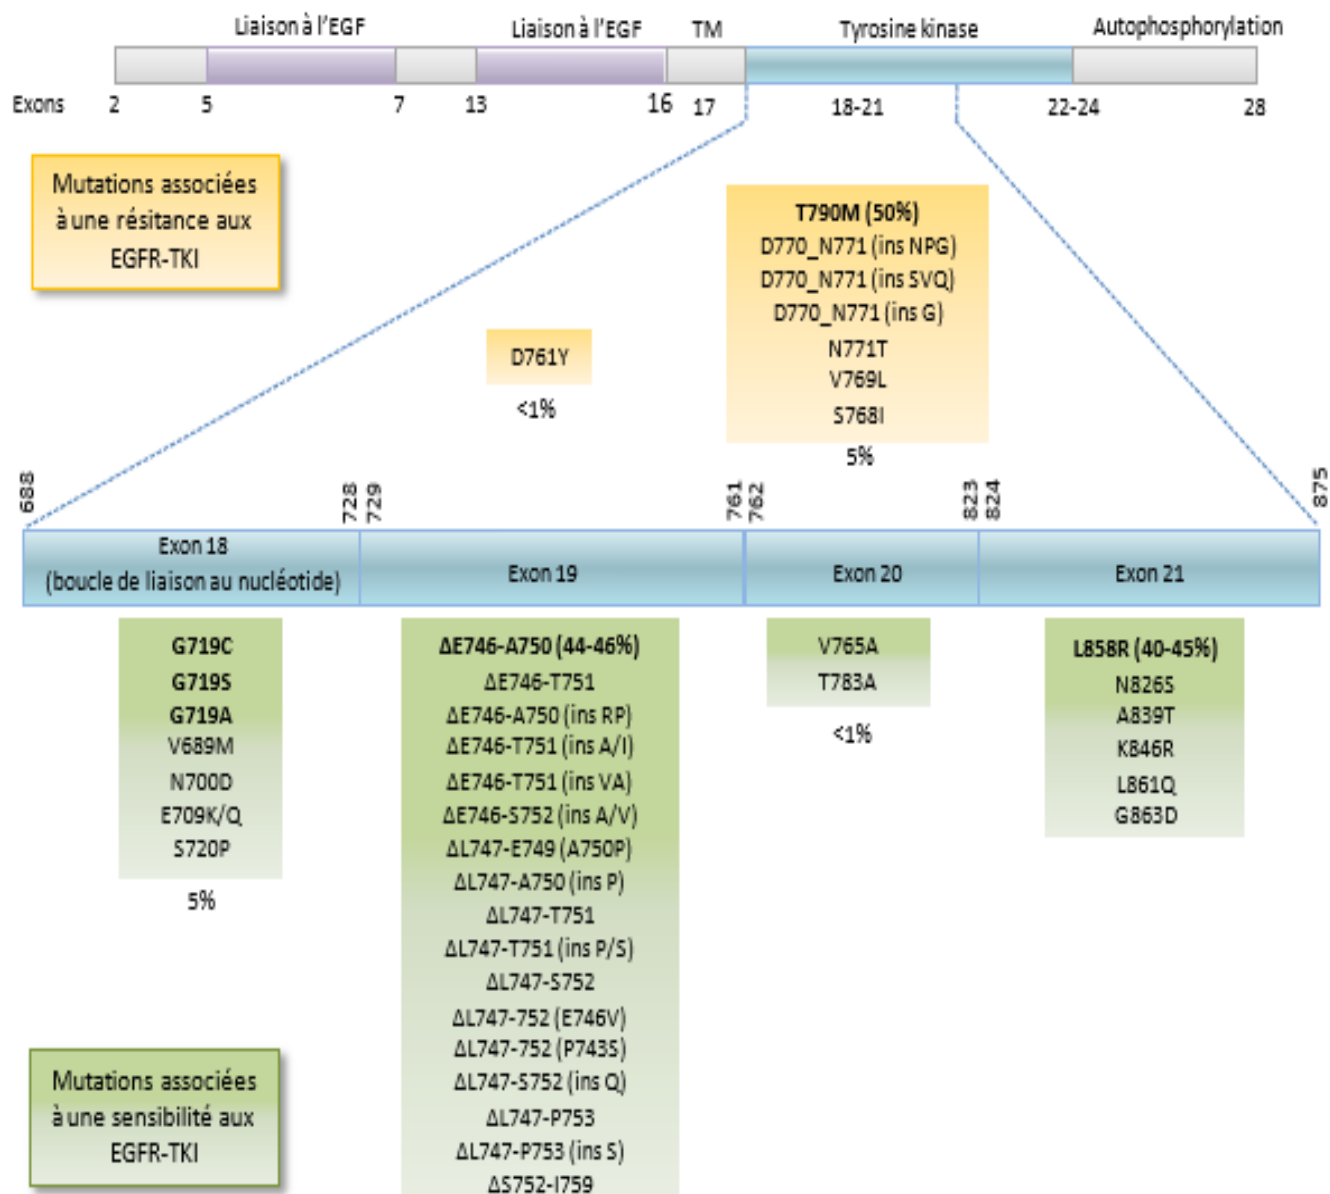 Liaison à l'EGF
Liaison à l'EGF
TM
Tyrosine kinase
Autophosphorylation
Exons
2
5
7
13
16
17
18-21
22-24
28
Mutations associées
à une résitance aux
EGFR-TKI
T790M (50%)
D770_N771 (ins NPG)
D770_N771 (ins SVQ)
D770_N771 (ins G)
N771T
V769L
S768I
5%
D761Y
<1%
688
728
729
761
762
823
824
875
Exon 18
(boucle de liaison au nucléotide)
Exon 19
Exon 20
Exon 21
G719C
G719S
G719A
V689M
N700D
E709K/Q
S720P
5%
ΔE746-A750 (44-46%)
ΔE746-T751
ΔE746-A750 (ins RP)
ΔE746-T751 (ins A/I)
ΔE746-T751 (ins VA)
ΔE746-S752 (ins A/V)
ΔL747-E749 (A750P)
ΔL747-A750 (ins P)
ΔL747-T751
ΔL747-T751 (ins P/S)
ΔL747-S752
ΔL747-752 (E746V)
ΔL747-752 (P743S)
ΔL747-S752 (ins Q)
ΔL747-P753
ΔL747-P753 (ins S)
ΔS752-I759
V765A
T783A
<1%
L858R (40-45%)
N826S
A839T
K846R
L861Q
G863D
Mutations associées
à une sensibilité aux
EGFR-TKI